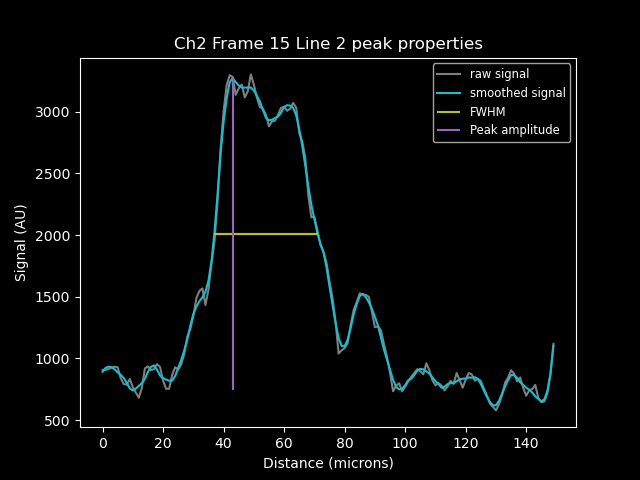 Ch2 Frame 15 Line 2 peak properties
raw signal
smoothed signal
FWHM
Peak amplitude
Signal (AU)
3000
2500
2000
1500
1000
500
0 20 40 60 80 100 120 140
Distance (microns)